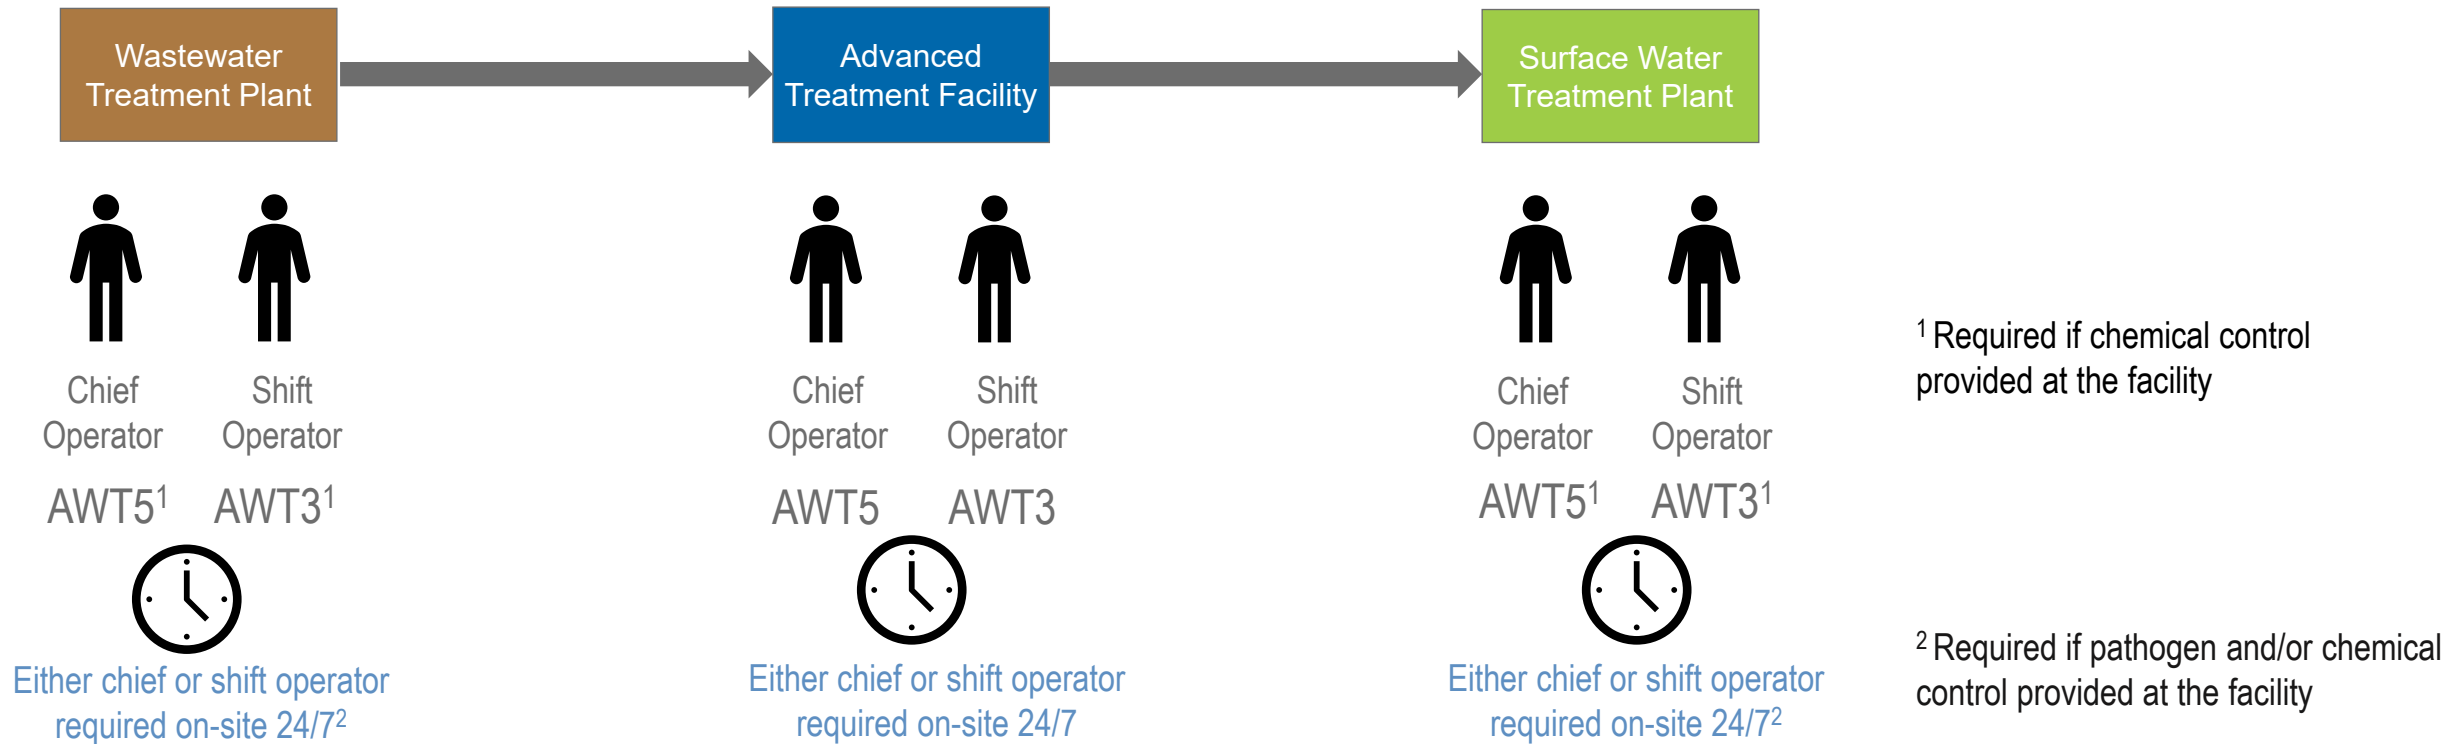 Wastewater
Treatment Plant
Advanced
Treatment Facility
Surface Water
Treatment Plant
Chief
Operator
Shift
Operator
AWT5¹
AWT3¹
Either chief or shift operator
required on-site 24/7²
Chief
Operator
Shift
Operator
AWT5
AWT3
Either chief or shift operator
required on-site 24/7
Chief
Operator
Shift
Operator
AWT5¹
AWT3¹
Either chief or shift operator
required on-site 24/7²
¹ Required if chemical control
provided at the facility
² Required if pathogen and/or chemical
control provided at the facility